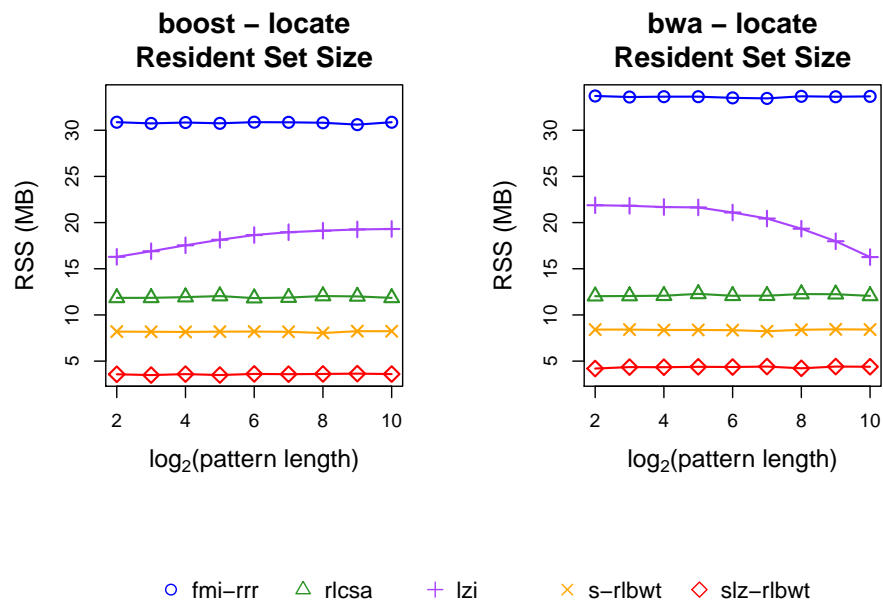 boost – locate
Resident Set Size
RSS (MB)
30
25
20
15
10
5
2 4 6 8 10
log₂(pattern length)
bwa – locate
Resident Set Size
RSS (MB)
30
25
20
15
10
5
2 4 6 8 10
log₂(pattern length)
fmi−rrr rlcsa lzi s−rlbwt slz−rlbwt